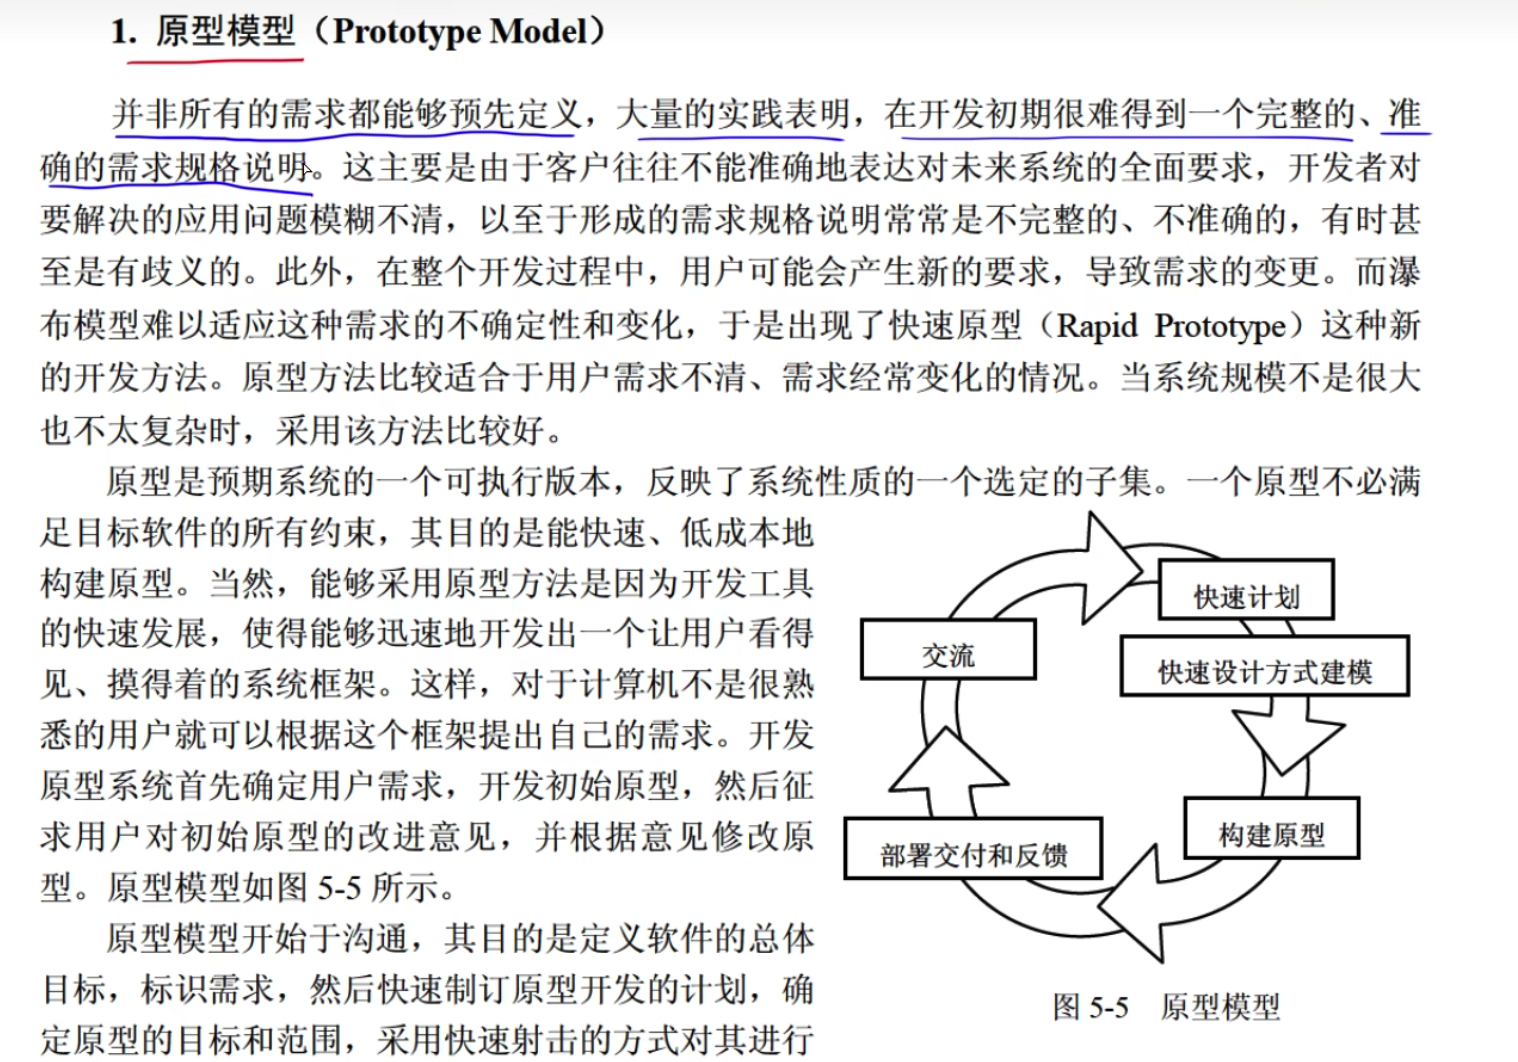 1. 原型模型（Prototype Model）
并非所有的需求都能够预先定义，大量的实践表明，在开发初期很难得到一个完整的、准
确的需求规格说明。这主要是由于客户往往不能准确地表达对未来系统的全面要求，开发者对
要解决的应用问题模糊不清，以至于形成的需求规格说明常常是不完整的、不准确的，有时甚
至是有歧义的。此外，在整个开发过程中，用户可能会产生新的要求，导致需求的变更。而瀑
布模型难以适应这种需求的不确定性和变化，于是出现了快速原型（Rapid Prototype）这种新
的开发方法。原型方法比较适合于用户需求不清、需求经常变化的情况。当系统规模不是很大
也不太复杂时，采用该方法比较好。
原型是预期系统的一个可执行版本，反映了系统性质的一个选定的子集。一个原型不必满
足目标软件的所有约束，其目的是能快速、低成本地
构建原型。当然，能够采用原型方法是因为开发工具
的快速发展，使得能够迅速地开发出一个让用户看得
见、摸得着的系统框架。这样，对于计算机不是很熟
悉的用户就可以根据这个框架提出自己的需求。开发
原型系统首先确定用户需求，开发初始原型，然后征
求用户对初始原型的改进意见，并根据意见修改原
型。原型模型如图 5-5 所示。
原型模型开始于沟通，其目的是定义软件的总体
目标，标识需求，然后快速制订原型开发的计划，确
定原型的目标和范围，采用快速射击的方式对其进行
快速计划
交流
快速设计方式建模
构建原型
部署交付和反馈
图 5-5 原型模型